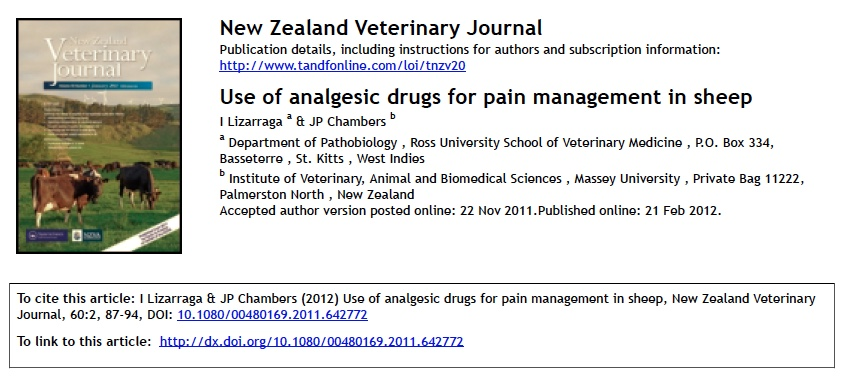 New Zealand
Veterinary
Journal
New Zealand Veterinary Journal
Publication details, including instructions for authors and subscription information:
http://www.tandfonline.com/loi/tnzv20
Use of analgesic drugs for pain management in sheep
I Lizarraga a & JP Chambers b
a Department of Pathobiology , Ross University School of Veterinary Medicine , P.O. Box 334,
Basseterre , St. Kitts , West Indies
b Institute of Veterinary, Animal and Biomedical Sciences , Massey University , Private Bag 11222,
Palmerston North , New Zealand
Accepted author version posted online: 22 Nov 2011.Published online: 21 Feb 2012.
To cite this article: I Lizarraga & JP Chambers (2012) Use of analgesic drugs for pain management in sheep, New Zealand Veterinary
Journal, 60:2, 87-94, DOI: 10.1080/00480169.2011.642772
To link to this article: http://dx.doi.org/10.1080/00480169.2011.642772